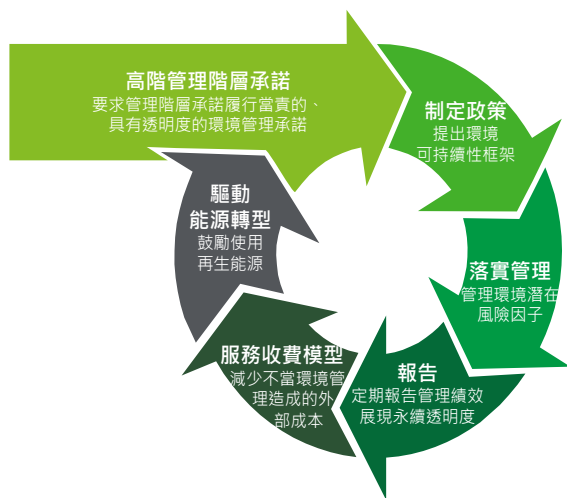 高階管理階層承諾
要求管理階層承諾履行當責的、
具有透明度的環境管理承諾
制定政策
提出環境
可持續性框架
落實管理
管理環境潛在
風險因子
報告
定期報告管理績效
展現永續透明度
服務收費模型
減少不當環境管
理造成的外
部成本
驅動
能源轉型
鼓勵使用
再生能源